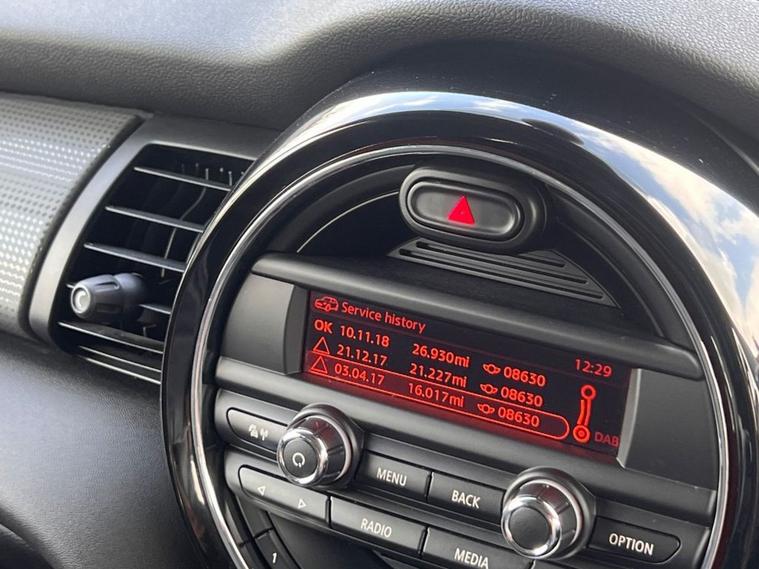 Service history
OK 10.11.18 26.930mi 08630 12:29
21.12.17 21.227mi 08630
03.04.17 16.017mi 08630
DAB
MENU
BACK
RADIO
MEDIA
OPTION
1